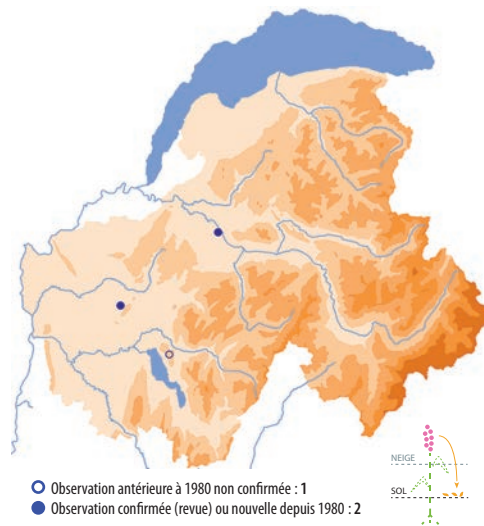 NEIGE
SOL
Observation antérieure à 1980 non confirmée : 1
Observation confirmée (revue) ou nouvelle depuis 1980 : 2